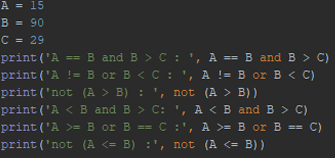 A = 15
B = 90
C = 29
print('A == B and B > C : ', A == B and B > C)
print('A != B or B < C : ', A != B or B < C)
print('not (A > B) : ', not (A > B))
print('A < B and B > C: ', A < B and B > C)
print('A >= B or B == C :', A >= B or B == C)
print('not (A <= B) :', not (A <= B))